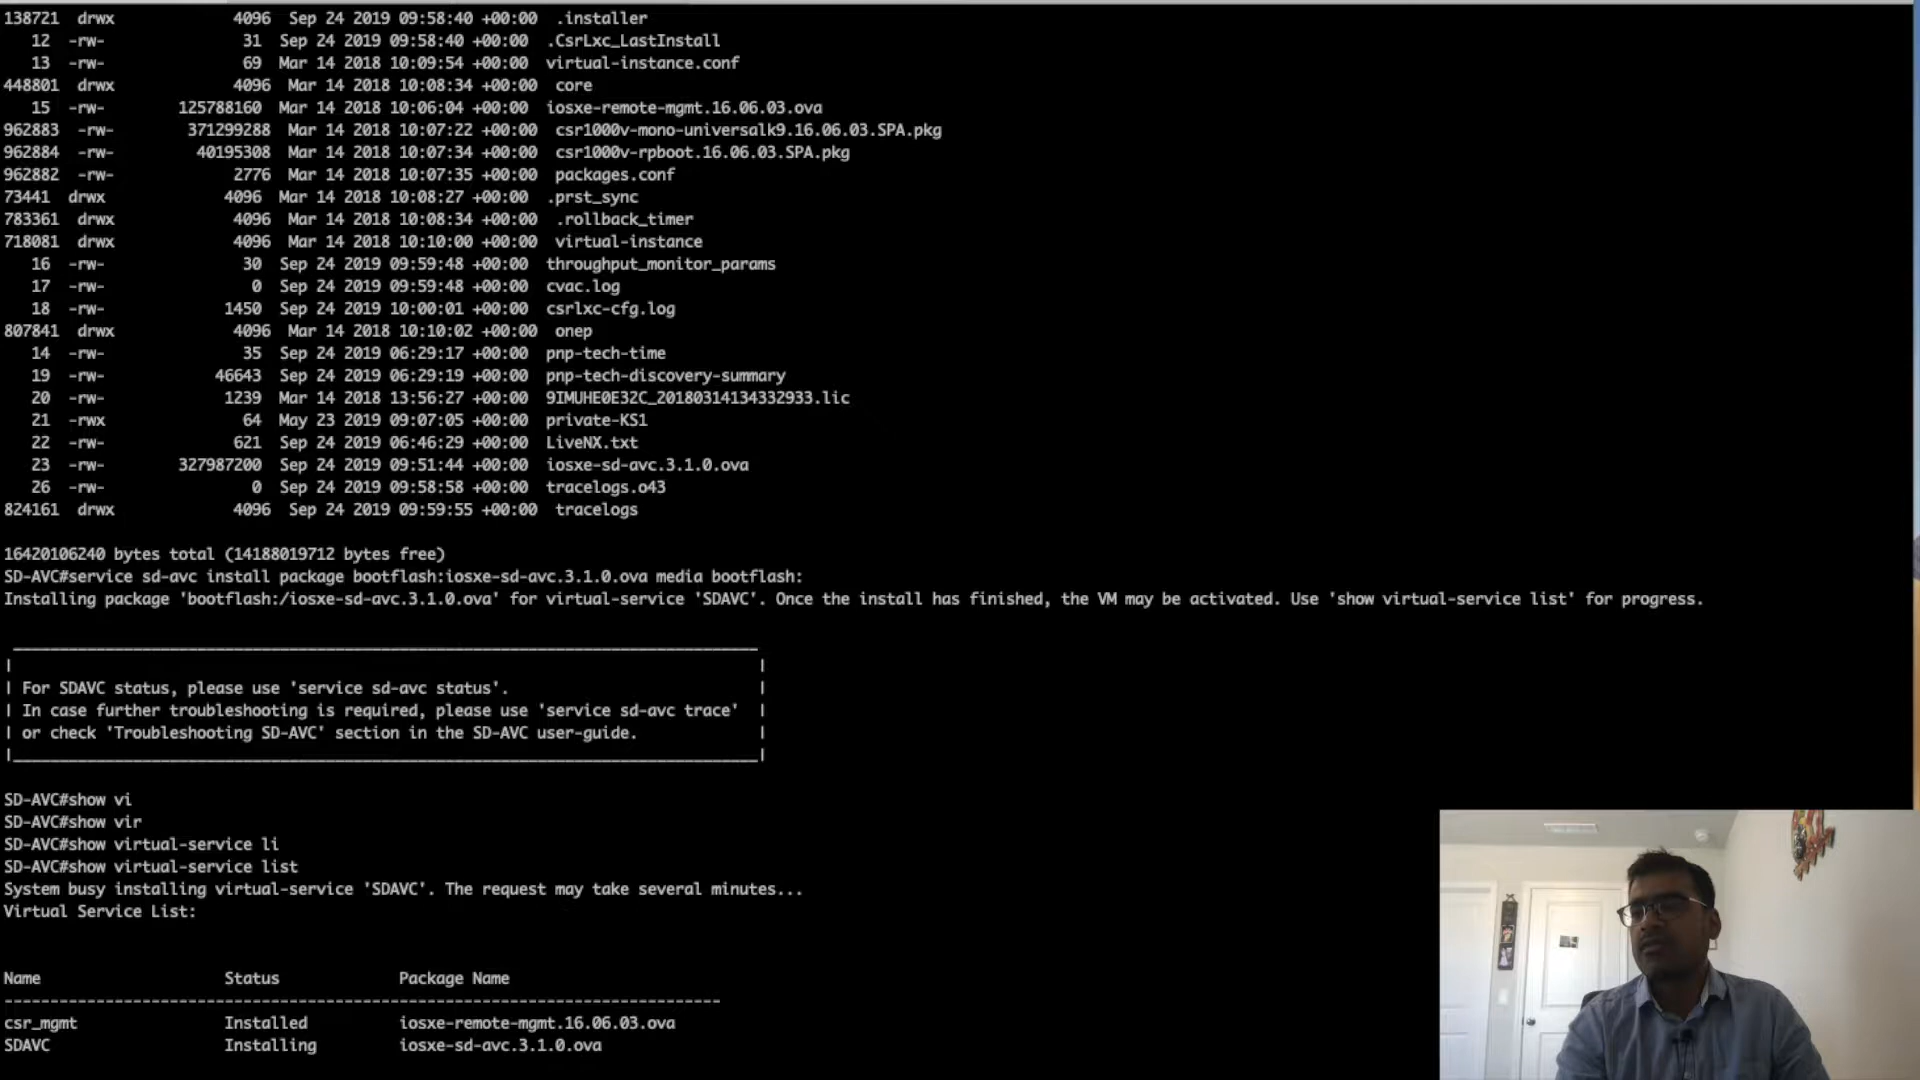 138721  drwx             4096  Sep 24 2019 09:58:40 +00:00  .installer
12  -rw-               31  Sep 24 2019 09:58:40 +00:00  .CsrLxc_LastInstall
13  -rw-               69  Mar 14 2018 10:09:54 +00:00  virtual-instance.conf
448801  drwx             4096  Mar 14 2018 10:08:34 +00:00  core
15  -rw-        125788160  Mar 14 2018 10:06:04 +00:00  iosxe-remote-mgmt.16.06.03.ova
962883  -rw-        371299288  Mar 14 2018 10:07:22 +00:00  csr1000v-mono-universalk9.16.06.03.SPA.pkg
962884  -rw-         40195308  Mar 14 2018 10:07:34 +00:00  csr1000v-rpboot.16.06.03.SPA.pkg
962882  -rw-             2776  Mar 14 2018 10:07:35 +00:00  packages.conf
73441  drwx             4096  Mar 14 2018 10:08:27 +00:00  .prst_sync
783361  drwx             4096  Mar 14 2018 10:08:34 +00:00  .rollback_timer
718081  drwx             4096  Mar 14 2018 10:10:00 +00:00  virtual-instance
16  -rw-               30  Sep 24 2019 09:59:48 +00:00  throughput_monitor_params
17  -rw-                0  Sep 24 2019 09:59:48 +00:00  cvac.log
18  -rw-             1450  Sep 24 2019 10:00:01 +00:00  csrlxc-cfg.log
807841  drwx             4096  Mar 14 2018 10:10:02 +00:00  onep
14  -rw-               35  Sep 24 2019 06:29:17 +00:00  pnp-tech-time
19  -rw-            46643  Sep 24 2019 06:29:19 +00:00  pnp-tech-discovery-summary
20  -rw-             1239  Mar 14 2018 13:56:27 +00:00  9IMUHE0E32C_20180314134332933.lic
21  -rwx               64  May 23 2019 09:07:05 +00:00  private-KS1
22  -rw-              621  Sep 24 2019 06:46:29 +00:00  LiveNX.txt
23  -rw-        327987200  Sep 24 2019 09:51:44 +00:00  iosxe-sd-avc.3.1.0.ova
26  -rw-                0  Sep 24 2019 09:58:58 +00:00  tracelogs.o43
824161  drwx             4096  Sep 24 2019 09:59:55 +00:00  tracelogs
16420106240 bytes total (14188019712 bytes free)
SD-AVC#service sd-avc install package bootflash:iosxe-sd-avc.3.1.0.ova media bootflash:
Installing package 'bootflash:/iosxe-sd-avc.3.1.0.ova' for virtual-service 'SDAVC'. Once the install has finished, the VM may be activated. Use 'show virtual-service list' for progress.
| For SDAVC status, please use 'service sd-avc status'. |
| In case further troubleshooting is required, please use 'service sd-avc trace' |
| or check 'Troubleshooting SD-AVC' section in the SD-AVC user-guide. |
SD-AVC#show vi
SD-AVC#show vir
SD-AVC#show virtual-service li
SD-AVC#show virtual-service list
System busy installing virtual-service 'SDAVC'. The request may take several minutes...
Virtual Service List:
Name                    Status             Package Name
------------------------------------------------------------------------------
csr_mgmt                Installed          iosxe-remote-mgmt.16.06.03.ova
SDAVC                   Installing         iosxe-sd-avc.3.1.0.ova